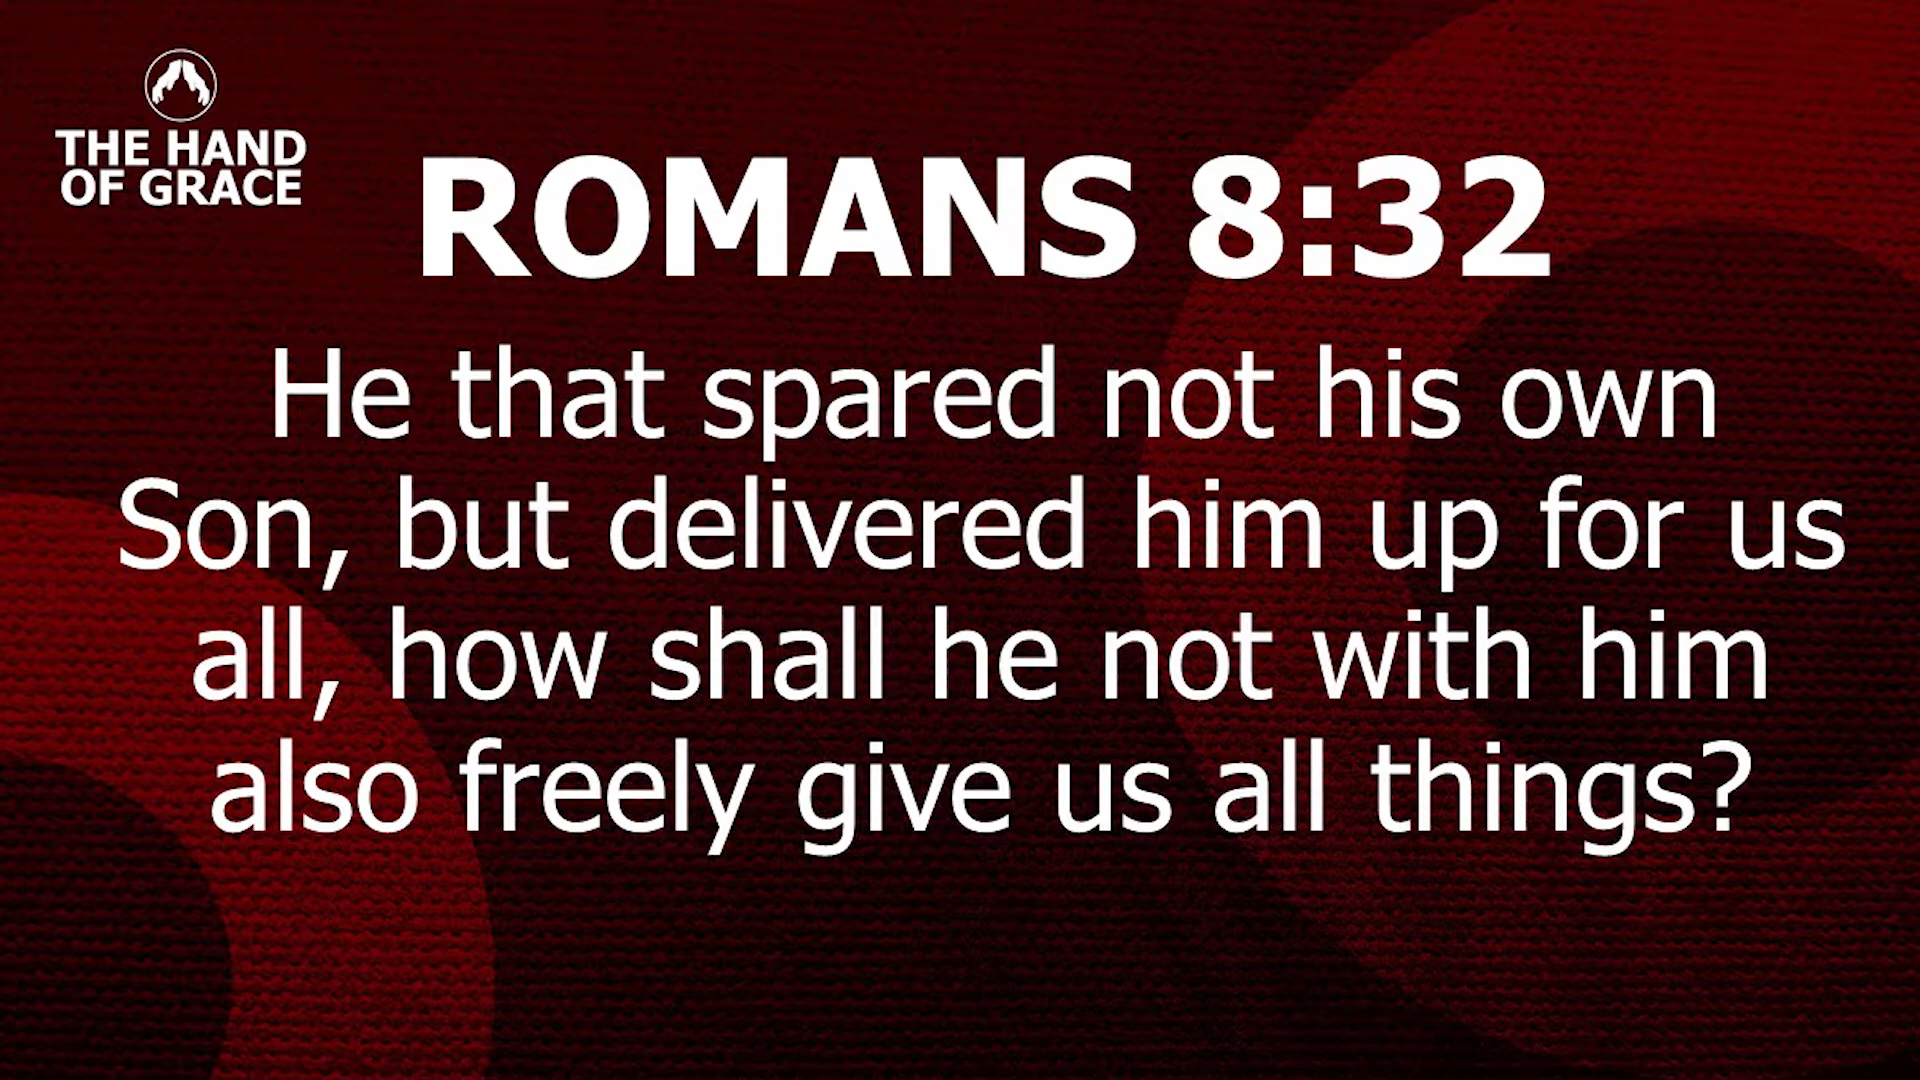 THE HAND
OF GRACE
ROMANS 8:32
He that spared not his own
Son, but delivered him up for us
all, how shall he not with him
also freely give us all things?